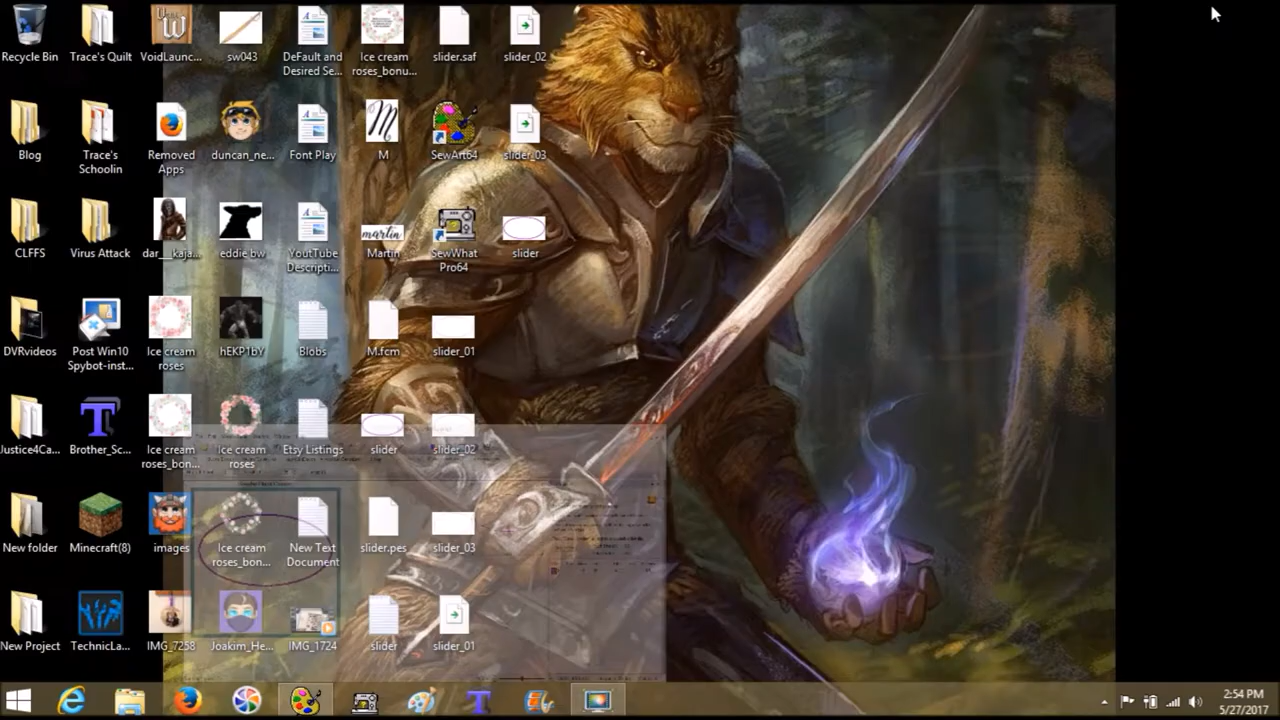 Recycle Bin
Trace's Quilt
VoidLaunc...
sw043
DeFault and
Desired Se...
Ice cream
roses_bonu...
slider.saf
slider_02
Blog
Trace's
Schoolin
Removed
Apps
duncan_ne...
Font Play
M
SewArt64
slider_03
CLFFS
Virus Attack
dar__kaja...
eddie bw
YoutTube
Descripti...
martin
Martin
SewWhat
Pro64
slider
DVRvideos
Post Win10
Spybot-inst...
Ice cream
roses
hEKP1bY
Blobs
M.fcm
slider_01
Justice4Ca...
Brother_Sc...
Ice cream
roses_bon...
Ice cream
roses
Etsy Listings
slider
slider_02
New folder
Minecraft(8)
images
Ice cream
roses_bon...
New Text
Document
slider.pes
slider_03
New Project
TechnicLa...
IMG_7258
Joakim_He...
IMG_1724
slider
slider_01
2:54 PM
5/27/2017